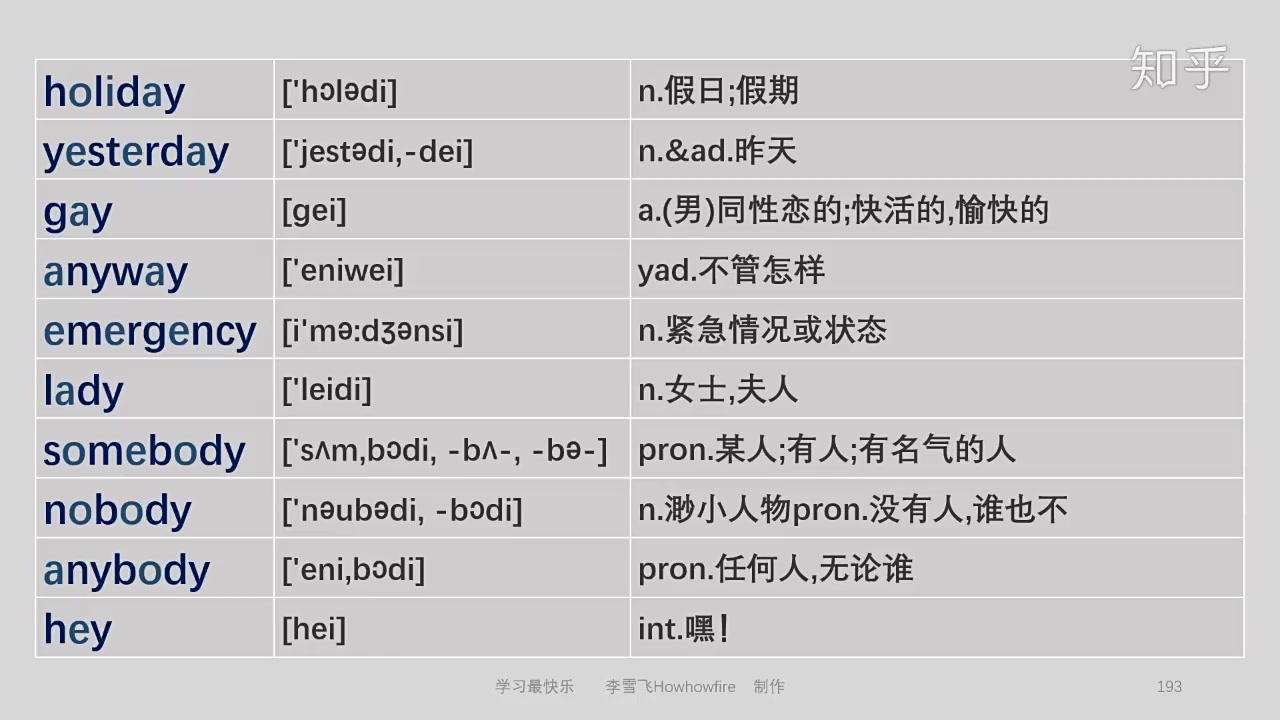 知乎
holiday ['hɔlədi] n.假日;假期
yesterday ['jestədi,-dei] n.&ad.昨天
gay [gei] a.(男)同性恋的;快活的,愉快的
anyway ['eniwei] yad.不管怎样
emergency [i'mə:dʒənsi] n.紧急情况或状态
lady ['leidi] n.女士,夫人
somebody ['sʌm,bɔdi, -bʌ-, -bə-] pron.某人;有人;有名气的人
nobody ['nəubədi, -bɔdi] n.渺小人物pron.没有人,谁也不
anybody ['eni,bɔdi] pron.任何人,无论谁
hey [hei] int.嘿!
学习最快乐 李雪飞Howhowfire 制作 193